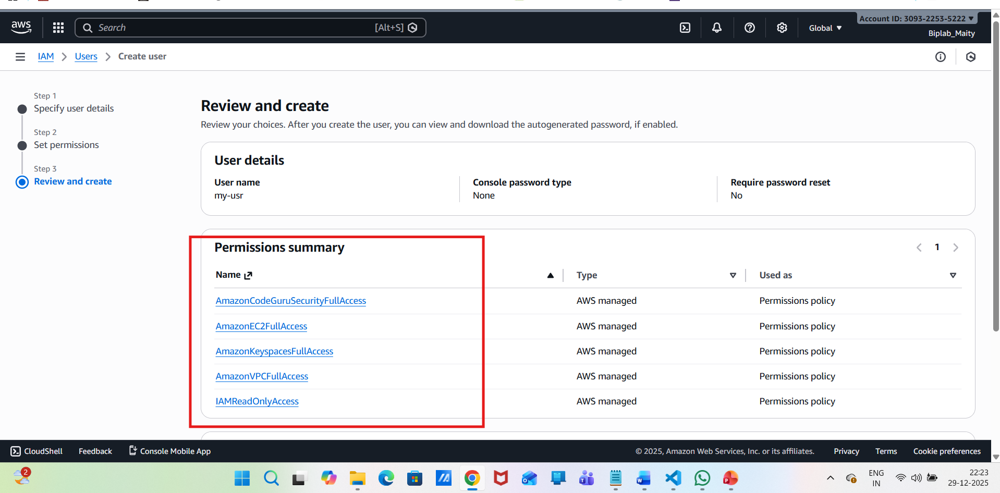 aws
Search [Alt+S]
Global
Account ID: 3093-2253-5222
Biplab_Maity
IAM Users Create user
Step 1
Specify user details
Step 2
Set permissions
Step 3
Review and create
Review and create
Review your choices. After you create the user, you can view and download the autogenerated password, if enabled.
User details
User name
my-usr
Console password type
None
Require password reset
No
Permissions summary
1
Name Type Used as
AmazonCodeGuruSecurityFullAccess AWS managed Permissions policy
AmazonEC2FullAccess AWS managed Permissions policy
AmazonKeyspacesFullAccess AWS managed Permissions policy
AmazonVPCFullAccess AWS managed Permissions policy
IAMReadOnlyAccess AWS managed Permissions policy
CloudShell Feedback Console Mobile App © 2025, Amazon Web Services, Inc. or its affiliates. Privacy Terms Cookie preferences
2
ENG
IN
22:23
29-12-2025